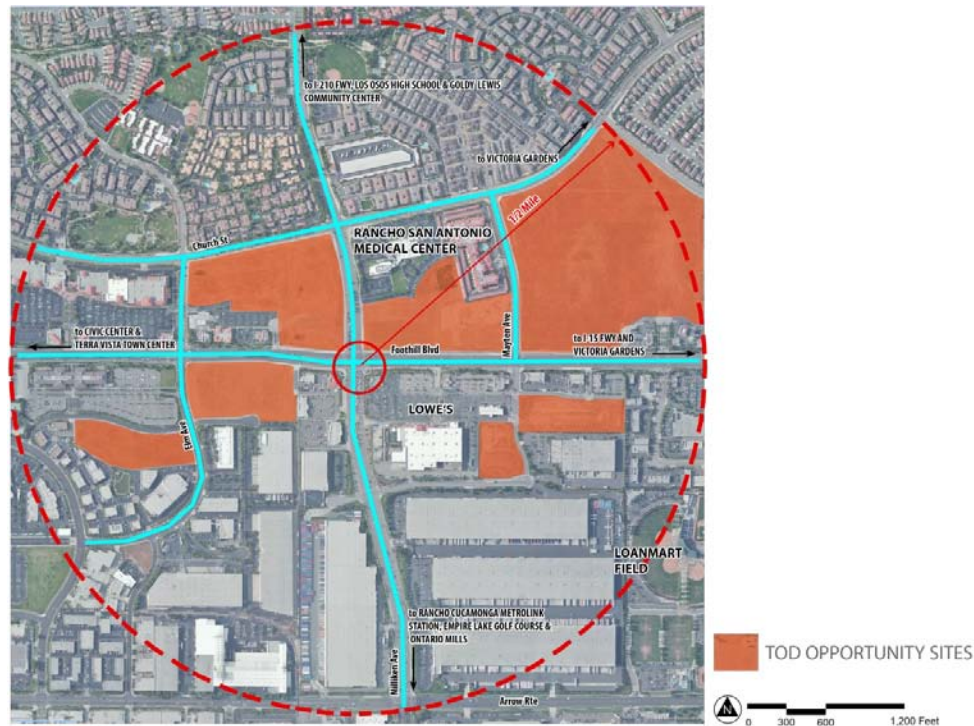 to I-210 FWY, LOS OSOS HIGH SCHOOL & GOLDY LEWIS
COMMUNITY CENTER
to VICTORIA GARDENS
1/2 Mile
Church St
RANCHO SAN ANTONIO
MEDICAL CENTER
to CIVIC CENTER &
TERRA VISTA TOWN CENTER
Foothill Blvd
Mayten Ave
to I-15 FWY AND
VICTORIA GARDENS
LOWE'S
Elm Ave
LOANMART
FIELD
to RANCHO CUCAMONGA METROLINK
STATION, EMPIRE LAKE GOLF COURSE &
ONTARIO MILLS
Milliken Ave
Arrow Rte
TOD OPPORTUNITY SITES
N
0 300 600 1,200 Feet